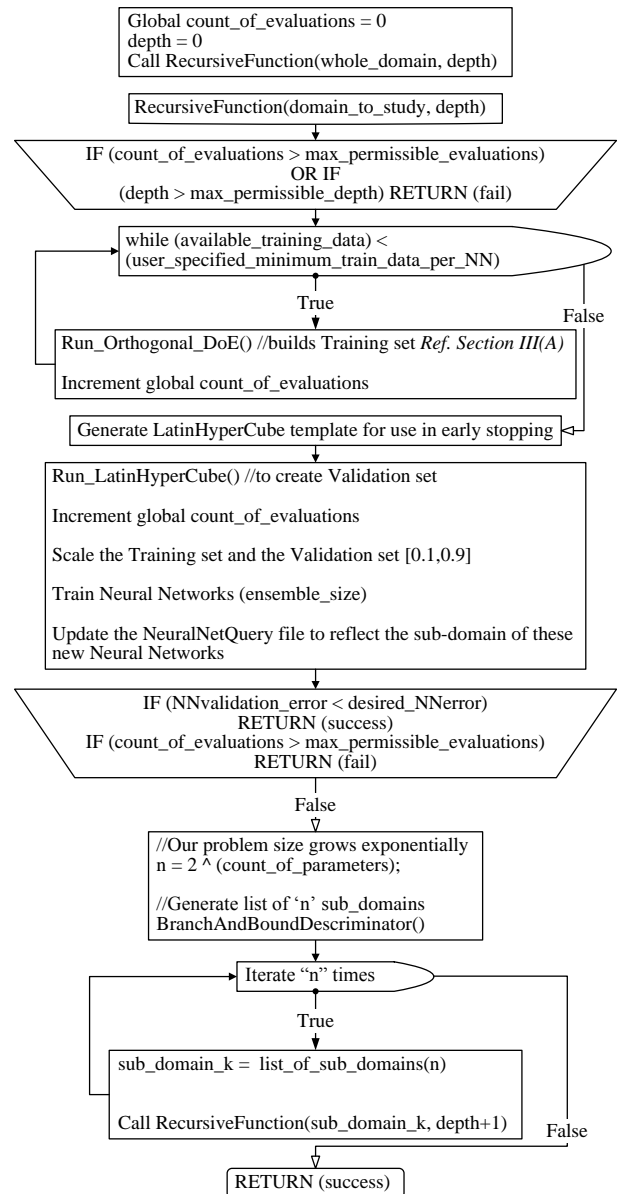 Global count_of_evaluations = 0
depth = 0
Call RecursiveFunction(whole_domain, depth)
RecursiveFunction(domain_to_study, depth)
IF (count_of_evaluations > max_permissible_evaluations)
OR IF
(depth > max_permissible_depth) RETURN (fail)
while (available_training_data) <
(user_specified_minimum_train_data_per_NN)
True
False
Run_Orthogonal_DoE() //builds Training set Ref. Section III(A)
Increment global count_of_evaluations
Generate LatinHyperCube template for use in early stopping
Run_LatinHyperCube() //to create Validation set
Increment global count_of_evaluations
Scale the Training set and the Validation set [0.1,0.9]
Train Neural Networks (ensemble_size)
Update the NeuralNetQuery file to reflect the sub-domain of these
new Neural Networks
IF (NNvalidation_error < desired_NNerror)
RETURN (success)
IF (count_of_evaluations > max_permissible_evaluations)
RETURN (fail)
False
//Our problem size grows exponentially
n = 2 ^ (count_of_parameters);
//Generate list of ‘n’ sub_domains
BranchAndBoundDescriminator()
Iterate “n” times
True
sub_domain_k = list_of_sub_domains(n)
Call RecursiveFunction(sub_domain_k, depth+1)
False
RETURN (success)